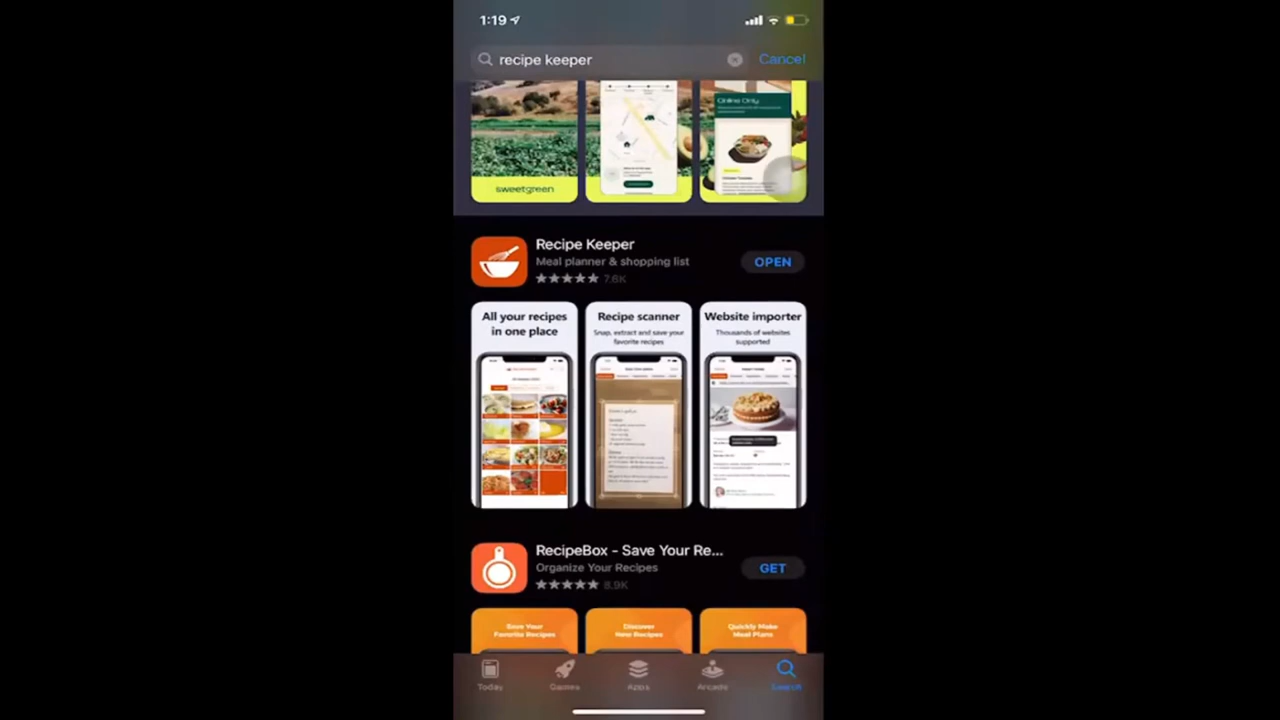 1:19
recipe keeper
Cancel
Online Only
sweetgreen
Recipe Keeper
Meal planner & shopping list
7.6K
OPEN
All your recipes
in one place
Recipe scanner
Snap, extract and save your
favorite recipes
Website importer
Thousands of websites
supported
RecipeBox - Save Your Re...
Organize Your Recipes
8.9K
GET
Save Your
Favorite Recipes
Discover
New Recipes
Quickly Make
Meal Plans
Today
Games
Apps
Arcade
Search